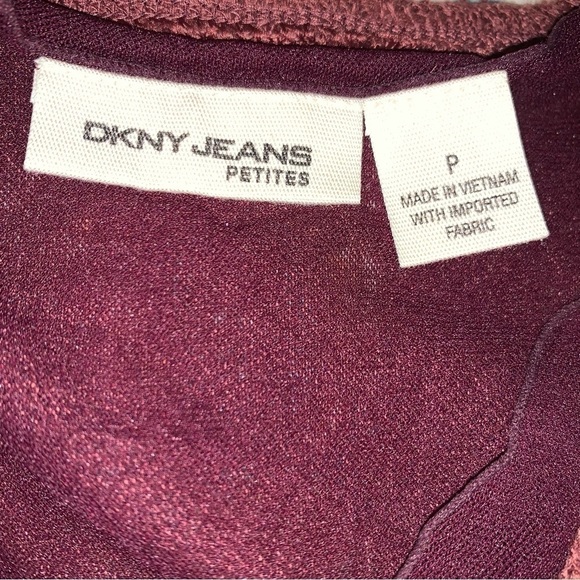 DKNY JEANS
PETITES
P
MADE IN VIETNAM
WITH IMPORTED
FABRIC